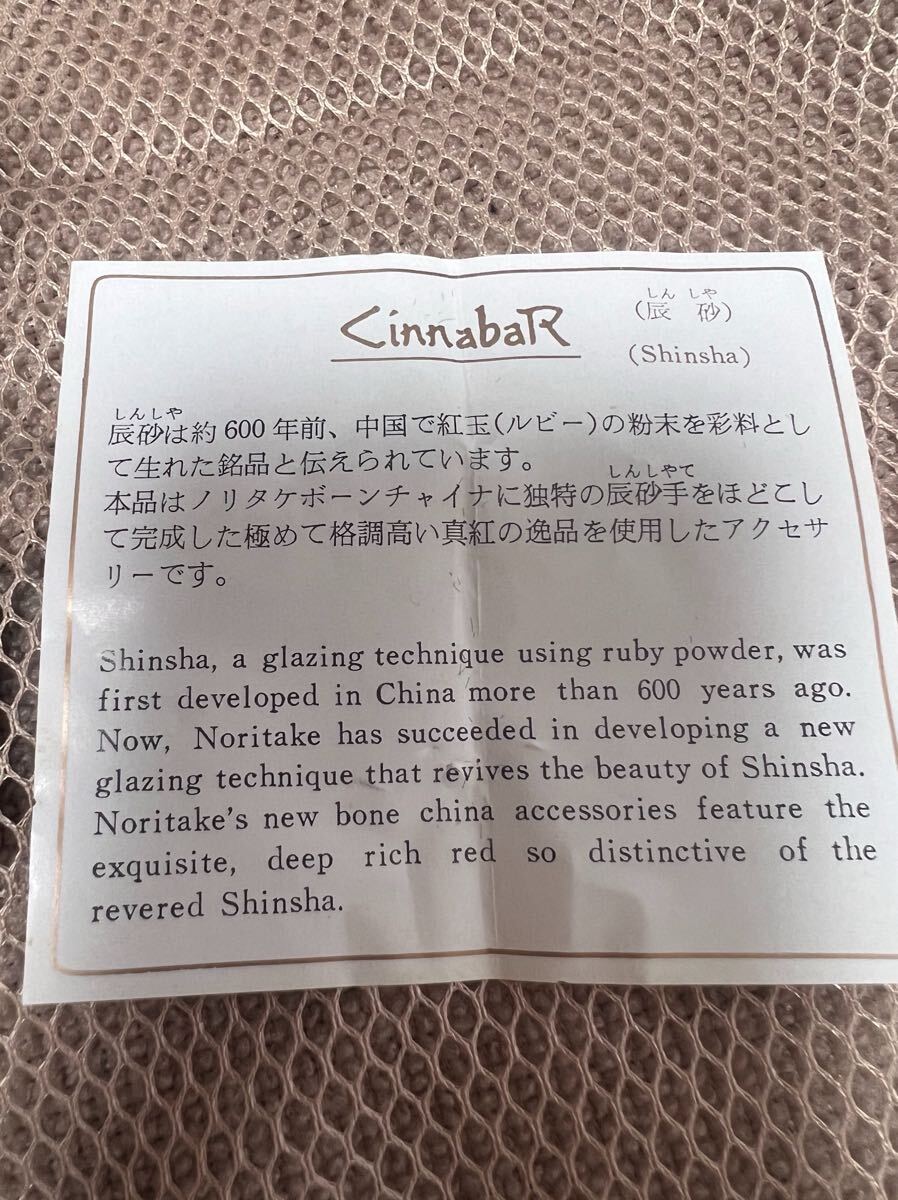 しん しや
CinnabaR (辰 砂)
(Shinsha)
しんしや
辰砂は約600年前、中国で紅玉(ルビー)の粉末を彩料とし
て生れた銘品と伝えられています。
しんしやて
本品はノリタケボーンチャイナに独特の辰砂手をほどこし
て完成した極めて格調高い真紅の逸品を使用したアクセサ
リーです。
Shinsha, a glazing technique using ruby powder, was
first developed in China more than 600 years ago.
Now, Noritake has succeeded in developing a new
glazing technique that revives the beauty of Shinsha.
Noritake's new bone china accessories feature the
exquisite, deep rich red so distinctive of the
revered Shinsha.